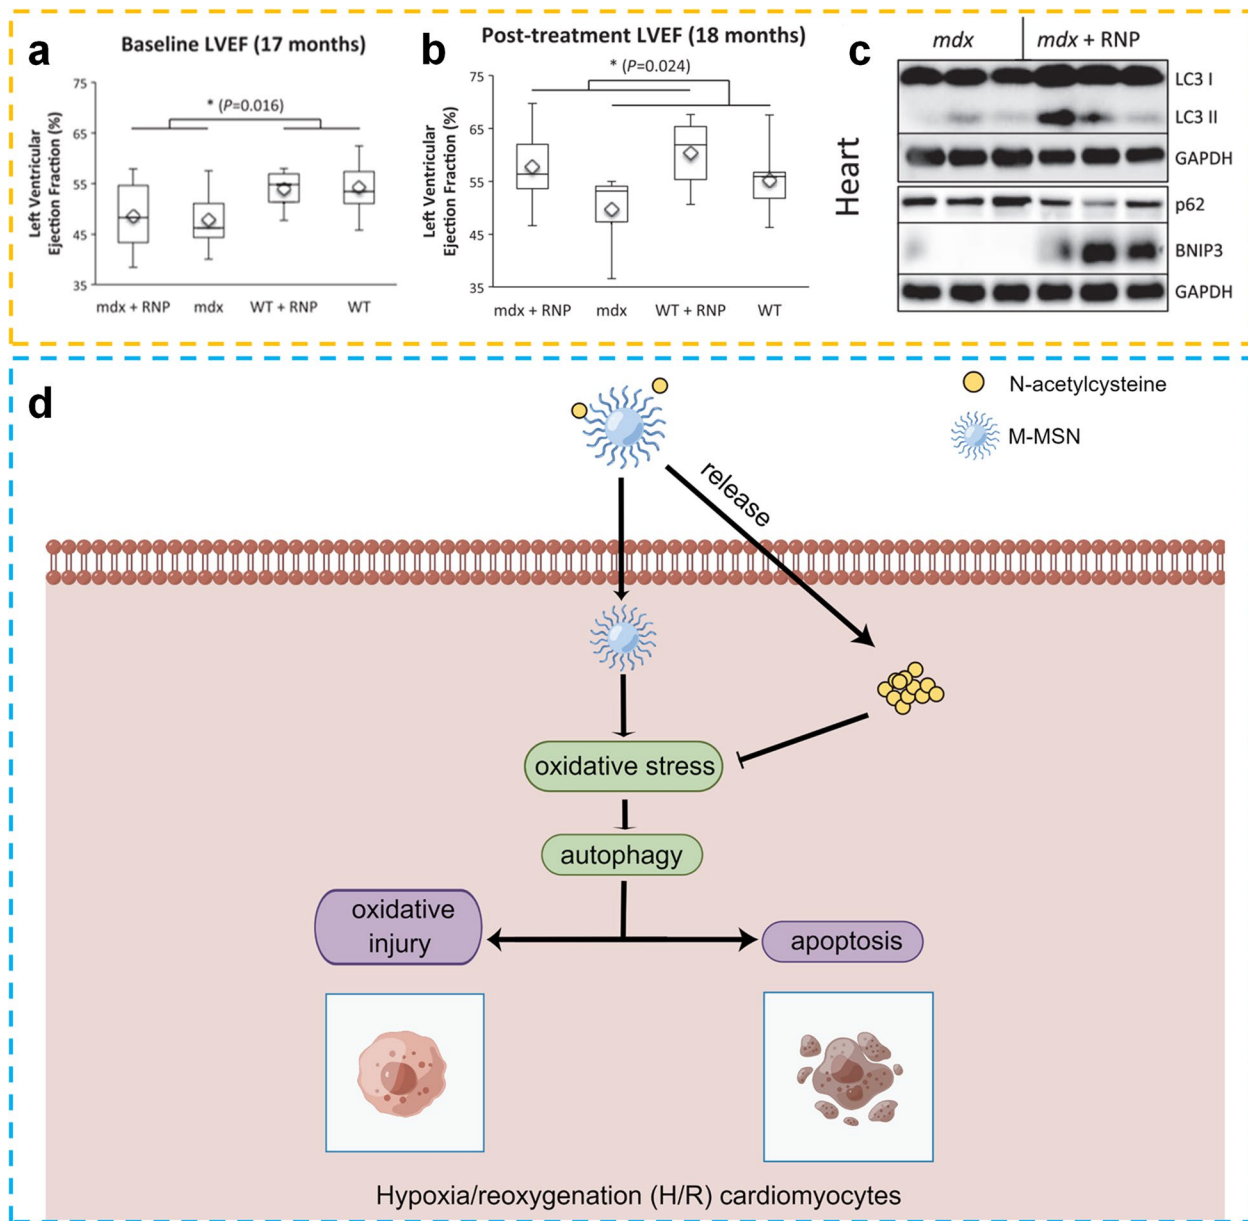 a
Baseline LVEF (17 months)
* (P=0.016)
Left Ventricular
Ejection Fraction (%)
75
65
55
45
35
mdx + RNP
mdx
WT + RNP
WT
b
Post-treatment LVEF (18 months)
* (P=0.024)
Left Ventricular
Ejection Fraction (%)
75
65
55
45
35
mdx + RNP
mdx
WT + RNP
WT
c
mdx
mdx + RNP
Heart
LC3 I
LC3 II
GAPDH
p62
BNIP3
GAPDH
d
N-acetylcysteine
M-MSN
release
oxidative stress
autophagy
oxidative
injury
apoptosis
Hypoxia/reoxygenation (H/R) cardiomyocytes